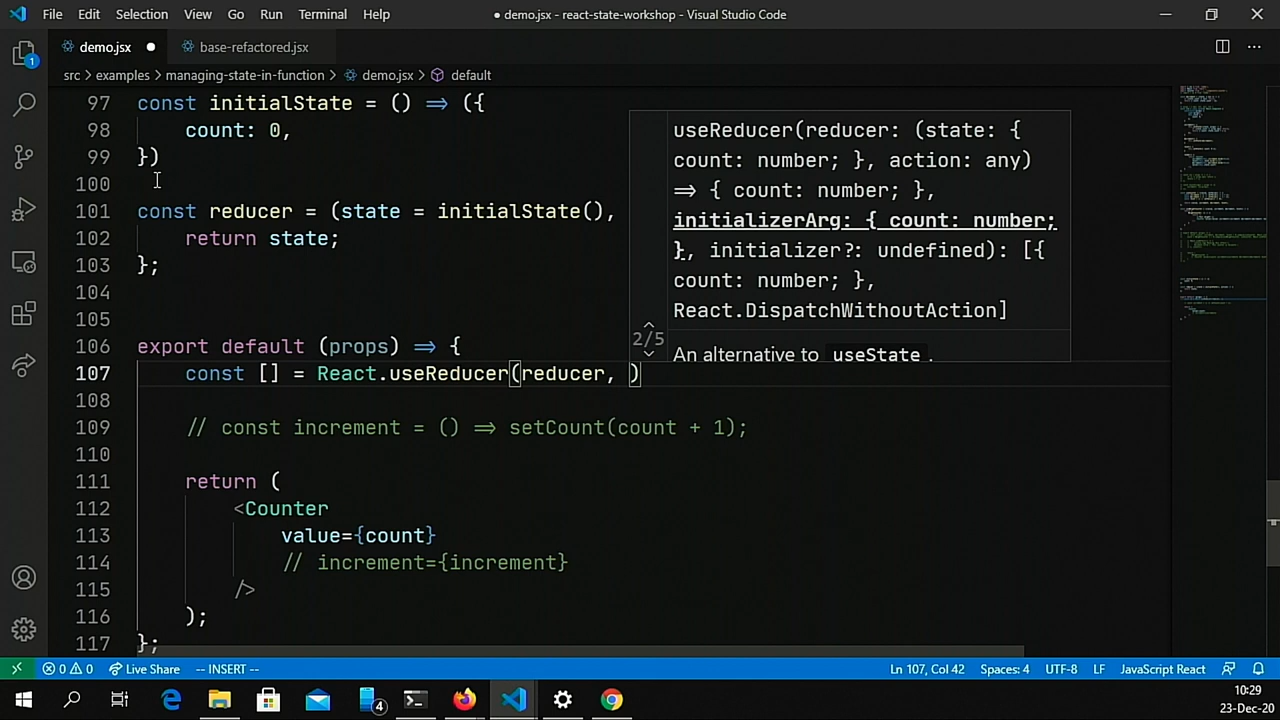 File Edit Selection View Go Run Terminal Help
● demo.jsx - react-state-workshop - Visual Studio Code
demo.jsx ●
base-refactored.jsx
src > examples > managing-state-in-function > demo.jsx > default
97 const initialState = () => ({
98 count: 0,
99 })
100
101 const reducer = (state = initialState(),
102 return state;
103 };
104
105
106 export default (props) => {
107 const [] = React.useReducer(reducer, )
108
109 // const increment = () => setCount(count + 1);
110
111 return (
112 <Counter
113 value={count}
114 // increment={increment}
115 />
116 );
117 };
useReducer(reducer: (state: {
count: number; }, action: any)
=> { count: number; },
initializerArg: { count: number;
}, initializer?: undefined): [{
count: number; },
React.DispatchWithoutAction]
2/5
An alternative to useState .
1
0 0 Live Share -- INSERT --
Ln 107, Col 42 Spaces: 4 UTF-8 LF JavaScript React
4
10:29
23-Dec-20